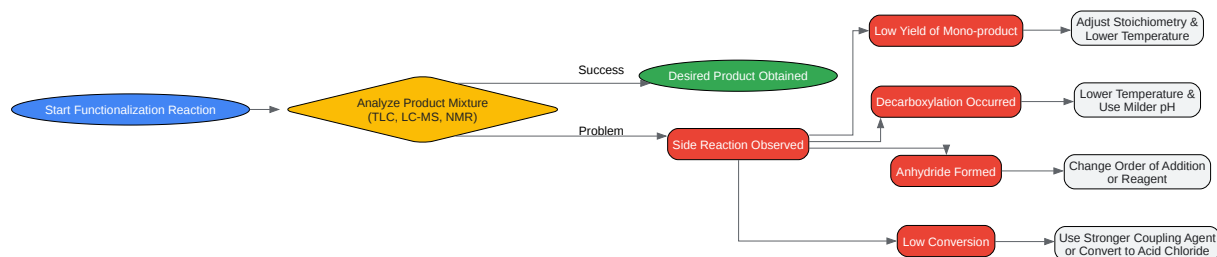 Start Functionalization Reaction
Analyze Product Mixture
(TLC, LC-MS, NMR)
Success
Desired Product Obtained
Problem
Side Reaction Observed
Low Yield of Mono-product
Adjust Stoichiometry &
Lower Temperature
Decarboxylation Occurred
Lower Temperature &
Use Milder pH
Anhydride Formed
Change Order of Addition
or Reagent
Low Conversion
Use Stronger Coupling Agent
or Convert to Acid Chloride